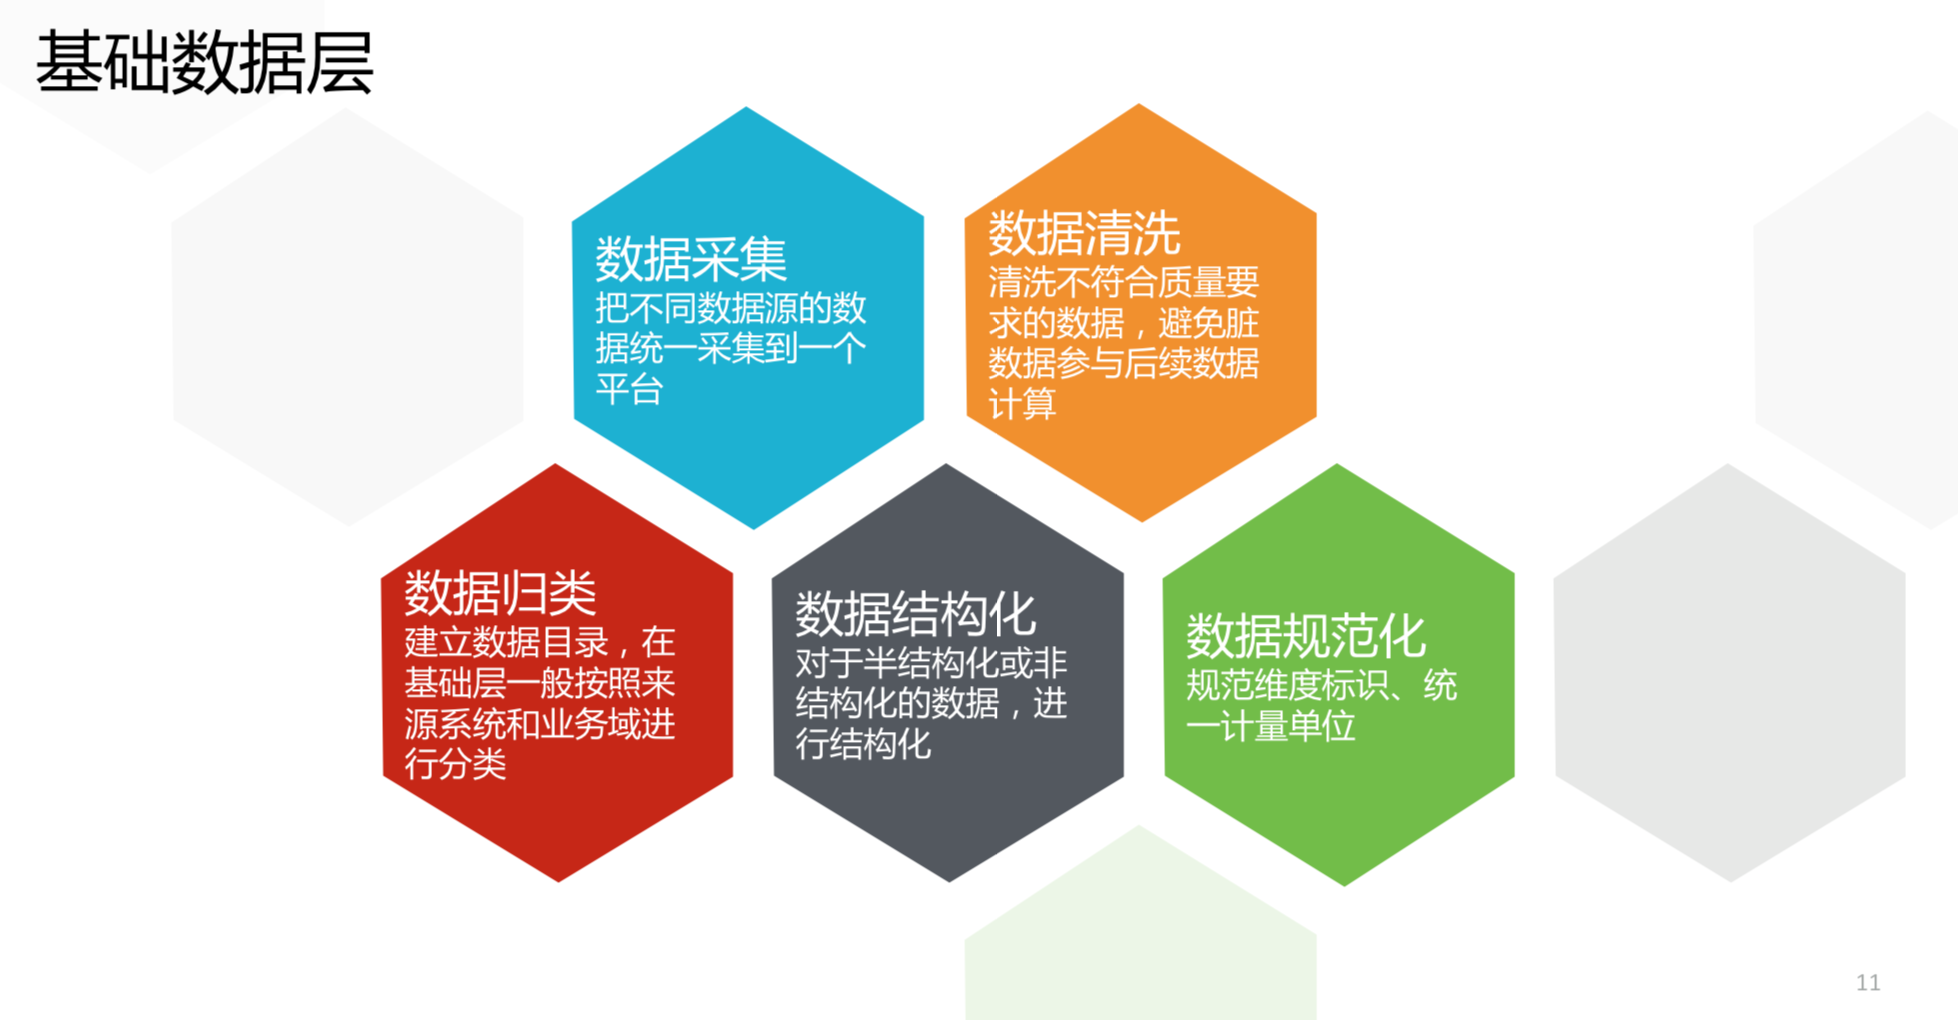 基础数据层
数据采集
把不同数据源的数
据统一采集到一个
平台
数据清洗
清洗不符合质量要
求的数据，避免脏
数据参与后续数据
计算
数据归类
建立数据目录，在
基础层一般按照来
源系统和业务域进
行分类
数据结构化
对于半结构化或非
结构化的数据，进
行结构化
数据规范化
规范维度标识、统
一计量单位
11